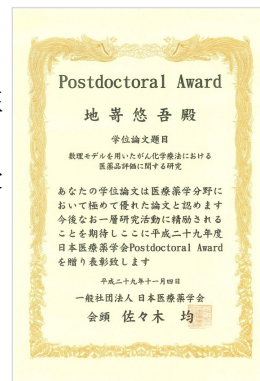 Postdoctoral Award
地嵜悠吾殿
学位論文題目
数理モデルを用いたがん化学療法における
医薬品評価に関する研究
あなたの学位論文は医療薬学分野に
おいて極めて優れた論文と認めます
今後なお一層研究活動に精励される
ことを期待しここに平成二十九年度
日本医療薬学会Postdoctoral Award
を贈り表彰致します
平成二十九年十一月四日
一般社団法人 日本医療薬学会
会頭 佐々木 均